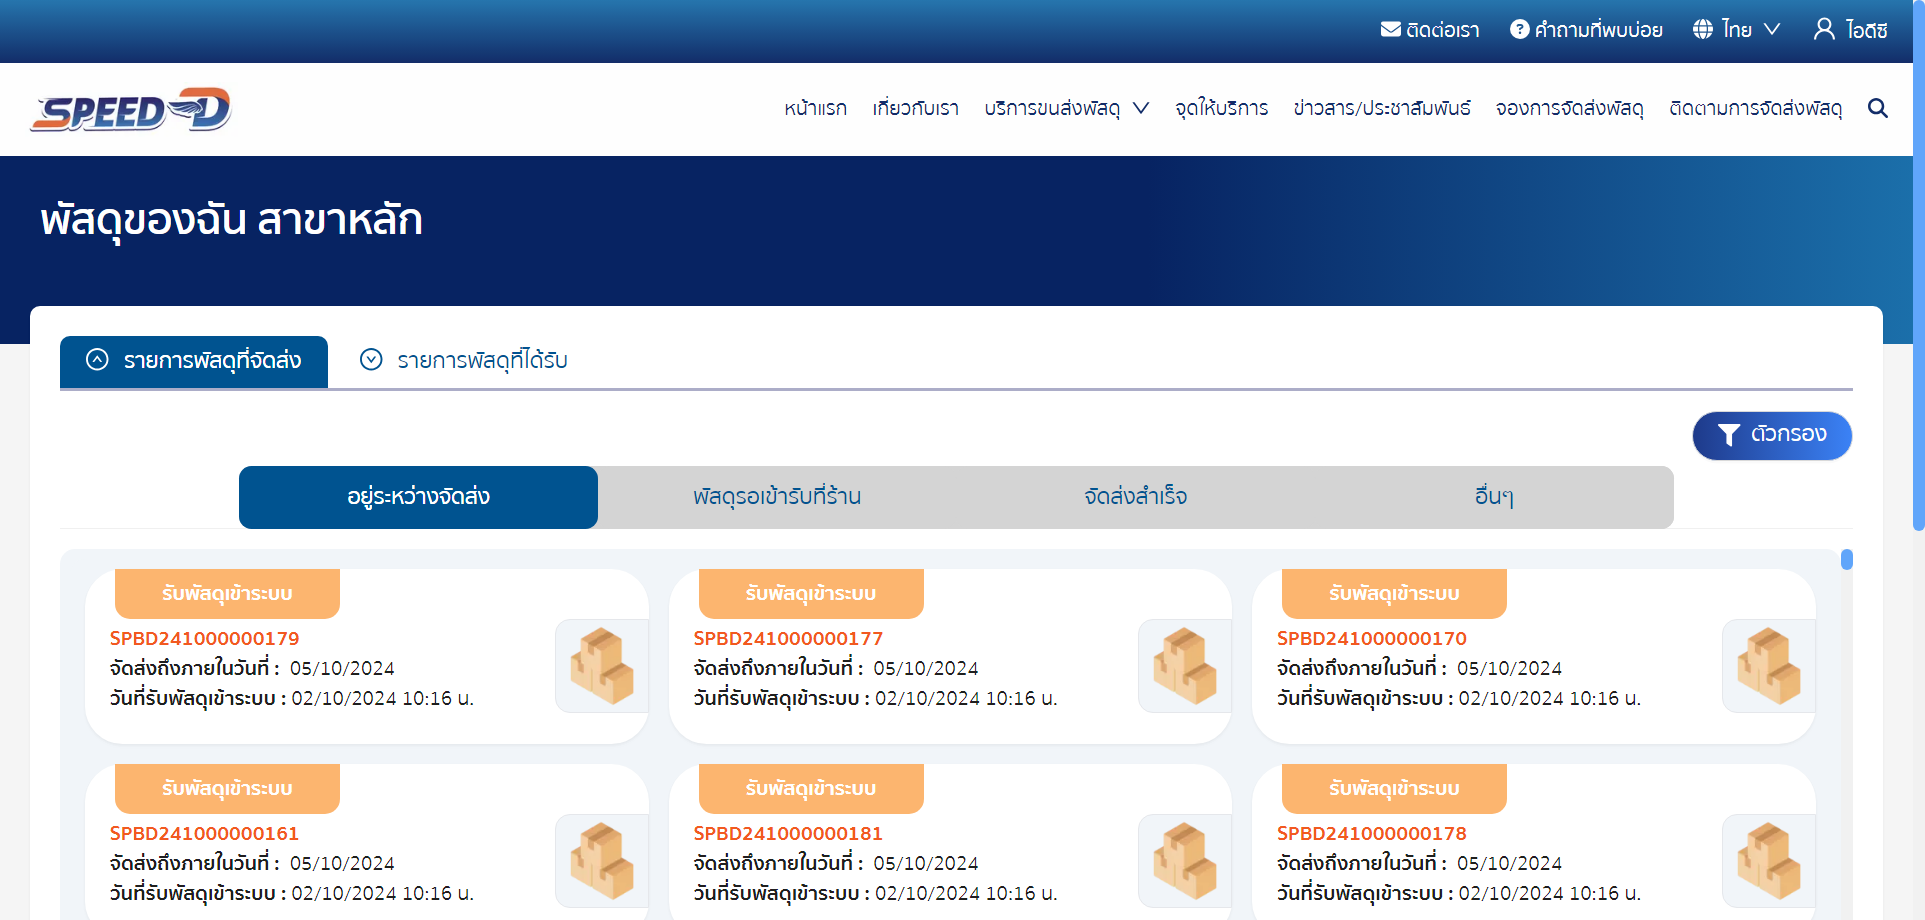 ติดต่อเรา คำถามที่พบบ่อย ไทย ไอดีซี
SPEED-D หน้าแรก เกี่ยวกับเรา บริการขนส่งพัสดุ จุดให้บริการ ข่าวสาร/ประชาสัมพันธ์ จองการจัดส่งพัสดุ ติดตามการจัดส่งพัสดุ
พัสดุของฉัน สาขาหลัก
รายการพัสดุที่จัดส่ง รายการพัสดุที่ได้รับ
ตัวกรอง
อยู่ระหว่างจัดส่ง พัสดุรอเข้ารับที่ร้าน จัดส่งสำเร็จ อื่นๆ
รับพัสดุเข้าระบบ
SPBD241000000179
จัดส่งถึงภายในวันที่ : 05/10/2024
วันที่รับพัสดุเข้าระบบ : 02/10/2024 10:16 น.
รับพัสดุเข้าระบบ
SPBD241000000177
จัดส่งถึงภายในวันที่ : 05/10/2024
วันที่รับพัสดุเข้าระบบ : 02/10/2024 10:16 น.
รับพัสดุเข้าระบบ
SPBD241000000170
จัดส่งถึงภายในวันที่ : 05/10/2024
วันที่รับพัสดุเข้าระบบ : 02/10/2024 10:16 น.
รับพัสดุเข้าระบบ
SPBD241000000161
จัดส่งถึงภายในวันที่ : 05/10/2024
วันที่รับพัสดุเข้าระบบ : 02/10/2024 10:16 น.
รับพัสดุเข้าระบบ
SPBD241000000181
จัดส่งถึงภายในวันที่ : 05/10/2024
วันที่รับพัสดุเข้าระบบ : 02/10/2024 10:16 น.
รับพัสดุเข้าระบบ
SPBD241000000178
จัดส่งถึงภายในวันที่ : 05/10/2024
วันที่รับพัสดุเข้าระบบ : 02/10/2024 10:16 น.